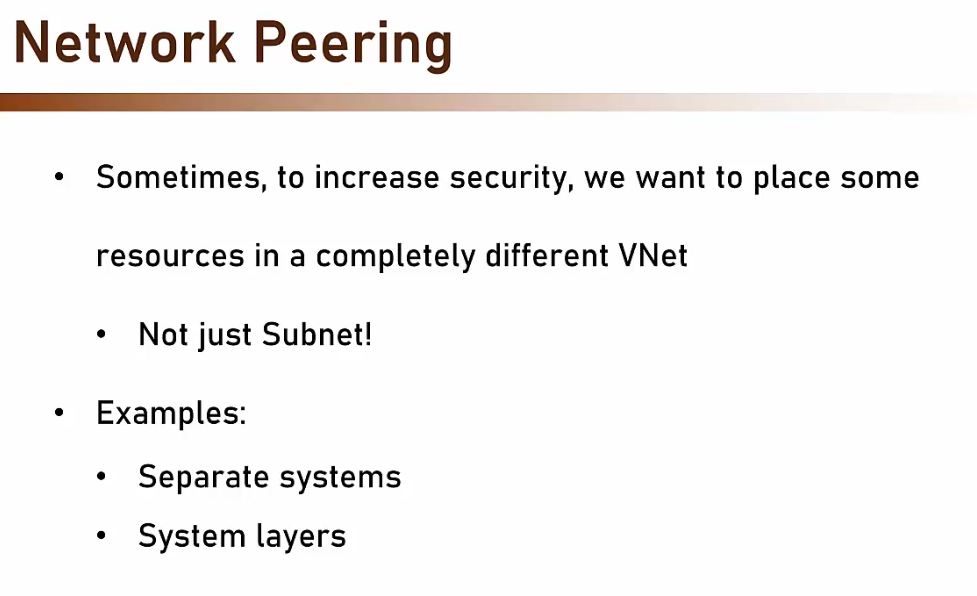 Network Peering
• Sometimes, to increase security, we want to place some
resources in a completely different VNet
• Not just Subnet!
• Examples:
• Separate systems
• System layers